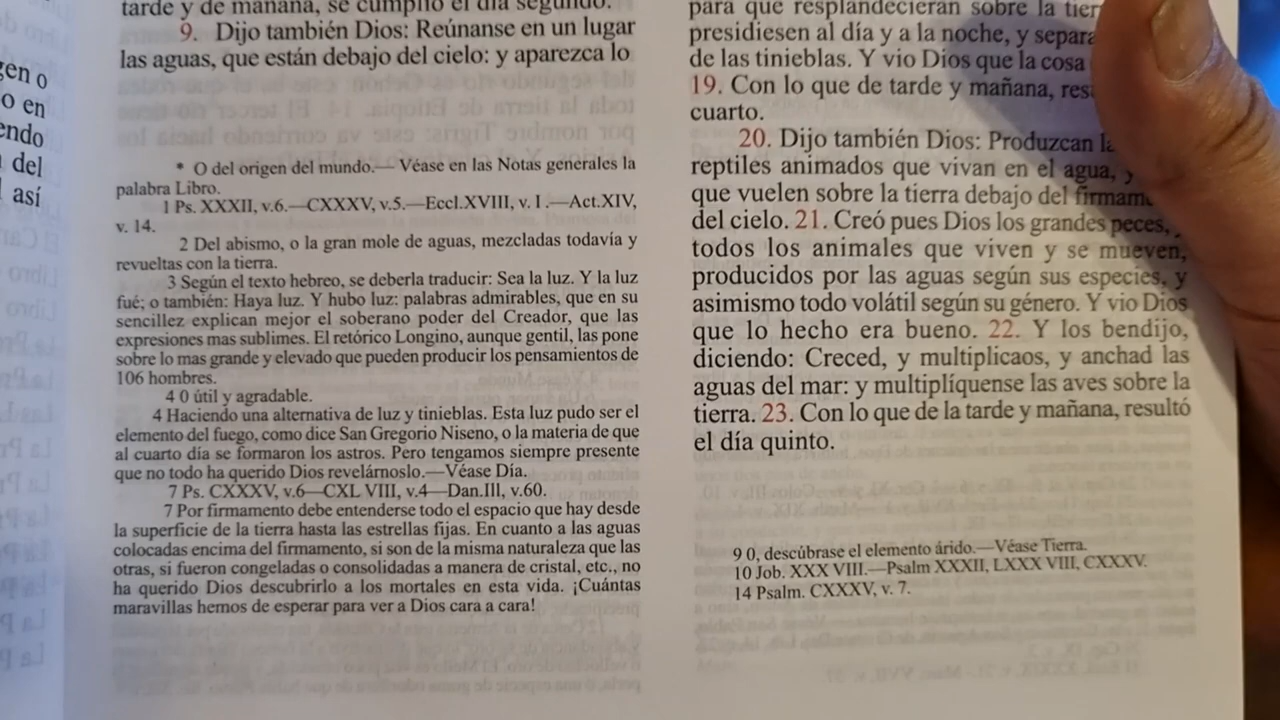 gen o
o en
endo
del
así
tarde y de mañana, se cumplió el día segundo.
9. Dijo también Dios: Reúnanse en un lugar
las aguas, que están debajo del cielo: y aparezca lo
* O del origen del mundo.— Véase en las Notas generales la
palabra Libro.
1 Ps. XXXII, v.6.—CXXXV, v.5.—Eccl.XVIII, v. I .—Act.XIV,
v. 14.
2 Del abismo, o la gran mole de aguas, mezcladas todavía y
revueltas con la tierra.
3 Según el texto hebreo, se deberla traducir: Sea la luz. Y la luz
fué; o también: Haya luz. Y hubo luz: palabras admirables, que en su
sencillez explican mejor el soberano poder del Creador, que las
expresiones mas sublimes. El retórico Longino, aunque gentil, las pone
sobre lo mas grande y elevado que pueden producir los pensamientos de
106 hombres.
4 0 útil y agradable.
4 Haciendo una alternativa de luz y tinieblas. Esta luz pudo ser el
elemento del fuego, como dice San Gregorio Niseno, o la materia de que
al cuarto día se formaron los astros. Pero tengamos siempre presente
que no todo ha querido Dios revelárnoslo.—Véase Día.
7 Ps. CXXXV, v.6—CXL VIII, v.4—Dan.III, v.60.
7 Por firmamento debe entenderse todo el espacio que hay desde
la superficie de la tierra hasta las estrellas fijas. En cuanto a las aguas
colocadas encima del firmamento, si son de la misma naturaleza que las
otras, si fueron congeladas o consolidadas a manera de cristal, etc., no
ha querido Dios descubrirlo a los mortales en esta vida. ¡Cuántas
maravillas hemos de esperar para ver a Dios cara a cara!
para que resplandecieran sobre la tier
presidiesen al día y a la noche, y separa
de las tinieblas. Y vio Dios que la cosa
19. Con lo que de tarde y mañana, res
cuarto.
20. Dijo también Dios: Produzcan la
reptiles animados que vivan en el agua, y
que vuelen sobre la tierra debajo del firmame
del cielo. 21. Creó pues Dios los grandes peces,
todos los animales que viven y se mueven,
producidos por las aguas según sus especies, y
asimismo todo volátil según su género. Y vio Dios
que lo hecho era bueno. 22. Y los bendijo,
diciendo: Creced, y multiplicaos, y anchad las
aguas del mar: y multiplíquense las aves sobre la
tierra. 23. Con lo que de la tarde y mañana, resultó
el día quinto.
9 0, descúbrase el elemento árido.—Véase Tierra.
10 Job. XXX VIII.—Psalm XXXII, LXXX VIII, CXXXV.
14 Psalm. CXXXV, v. 7.